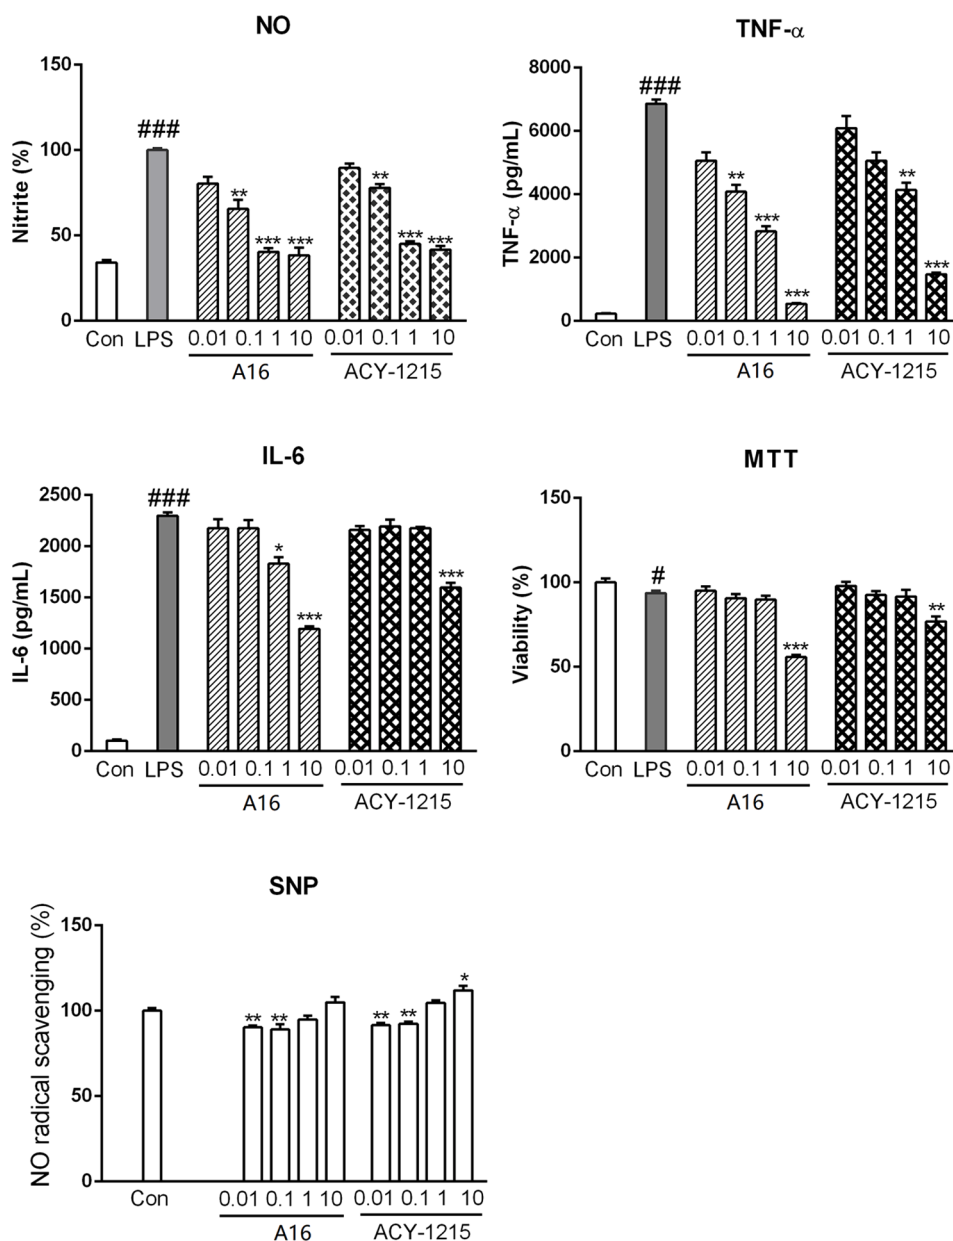 NO
Nitrite (%)
150
100
50
0
###
**
***
***
**
***
***
Con LPS 0.01 0.1 1 10 0.01 0.1 1 10
A16 ACY-1215
TNF-α
TNF-α (pg/mL)
8000
6000
4000
2000
0
###
**
***
***
**
***
Con LPS 0.01 0.1 1 10 0.01 0.1 1 10
A16 ACY-1215
IL-6
IL-6 (pg/mL)
2500
2000
1500
1000
500
0
###
*
***
***
Con LPS 0.01 0.1 1 10 0.01 0.1 1 10
A16 ACY-1215
MTT
Viability (%)
150
100
50
0
#
***
**
Con LPS 0.01 0.1 1 10 0.01 0.1 1 10
A16 ACY-1215
SNP
NO radical scavenging (%)
150
100
50
0
**
**
**
**
*
Con 0.01 0.1 1 10 0.01 0.1 1 10
A16 ACY-1215